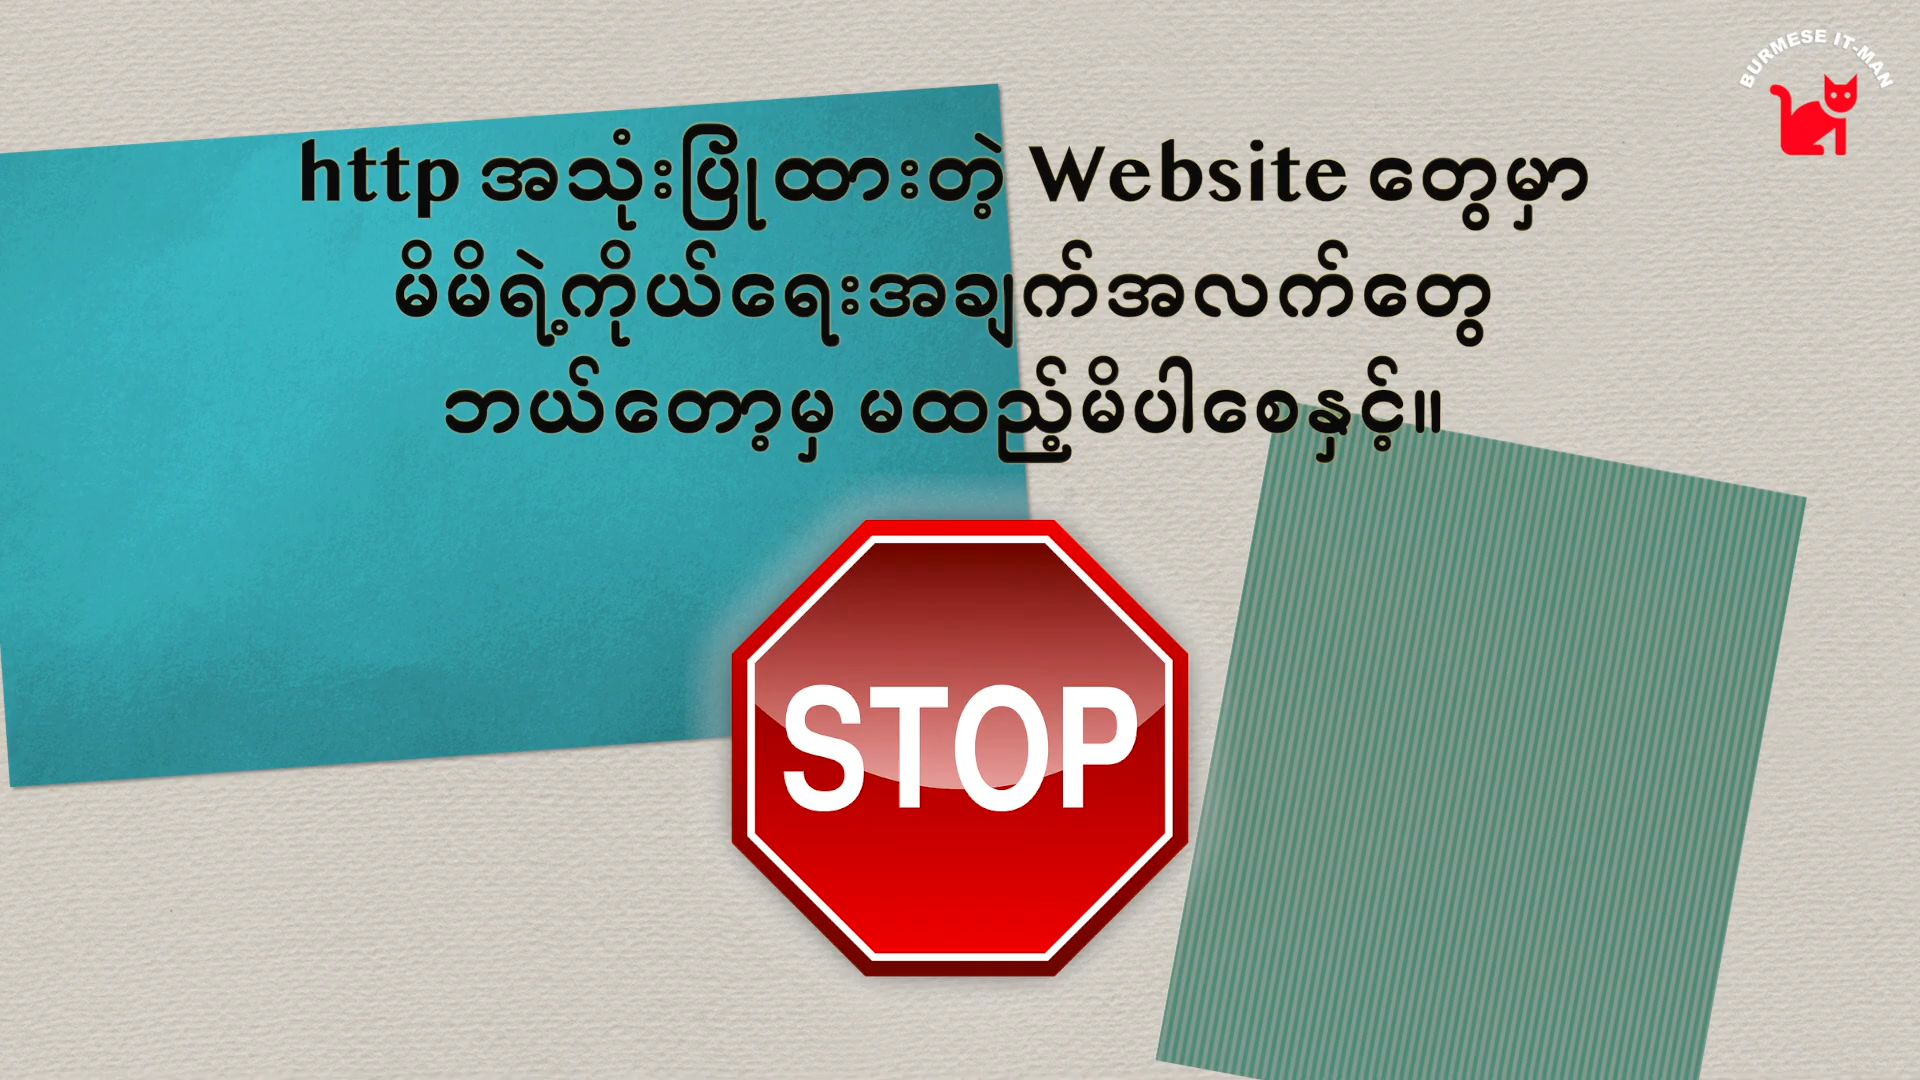 BURMESE IT-MAN
http အသုံးပြုထားတဲ့ Website တွေမှာ
မိမိရဲ့ကိုယ်ရေးအချက်အလက်တွေ
ဘယ်တော့မှ မထည့်မိပါစေနှင့်။
STOP